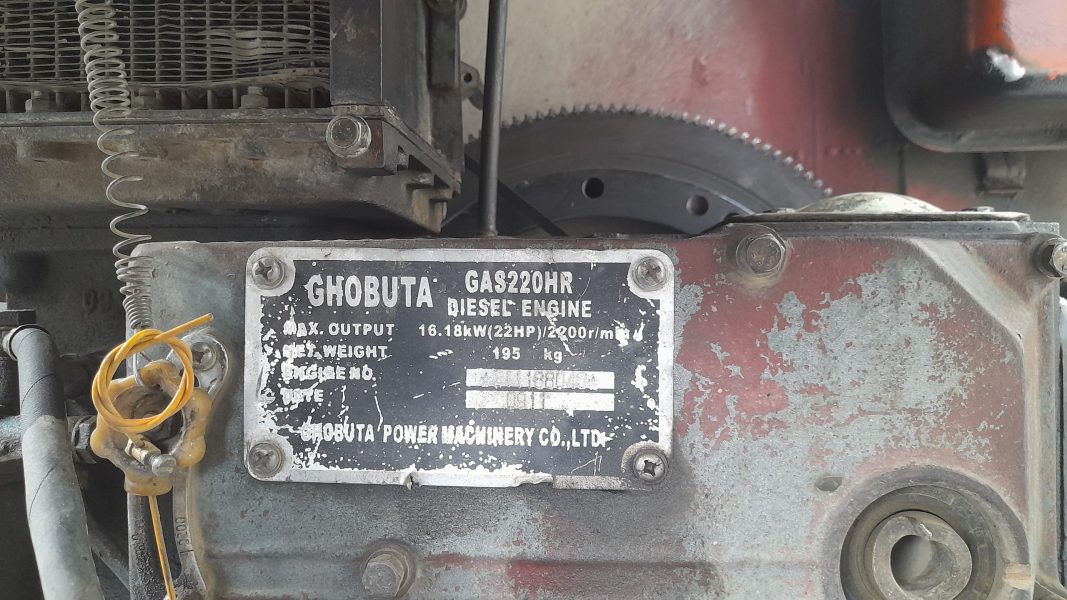 GHOBUTA GAS220HR
DIESEL ENGINE
MAX. OUTPUT 16.18kW(22HP)/2200r/min
NET.WEIGHT 195 kg
ENGINE NO.
DATE
GHOBUTA POWER MACHINERY CO.,LTD.